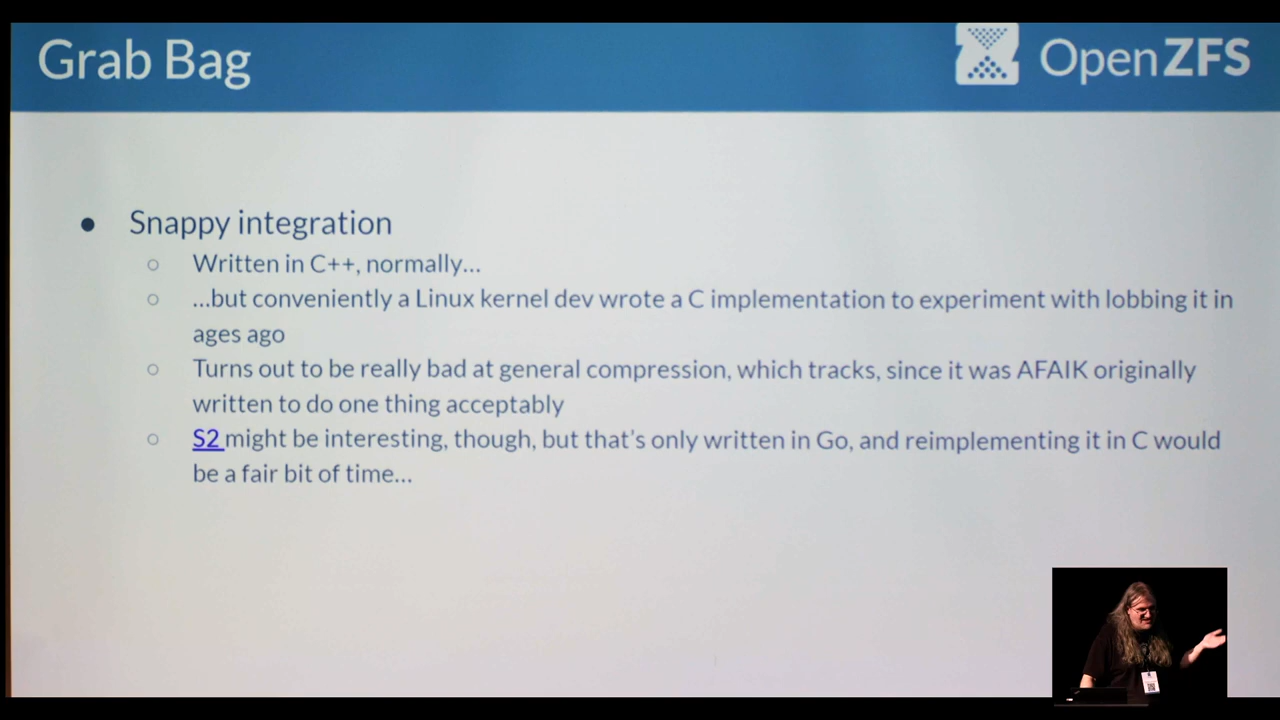 Grab Bag
OpenZFS
● Snappy integration
○ Written in C++, normally…
○ …but conveniently a Linux kernel dev wrote a C implementation to experiment with lobbing it in
ages ago
○ Turns out to be really bad at general compression, which tracks, since it was AFAIK originally
written to do one thing acceptably
○ S2 might be interesting, though, but that's only written in Go, and reimplementing it in C would
be a fair bit of time…